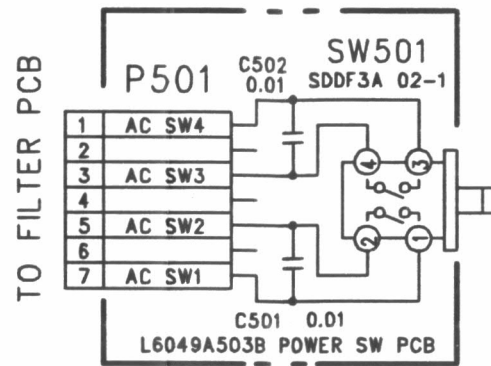 TO FILTER PCB
P501
C502
0.01
SW501
SDDF3A 02-1
1 AC SW4
2
3 AC SW3
4
5 AC SW2
6
7 AC SW1
4 3
2 1
C501 0.01
L6049A503B POWER SW PCB